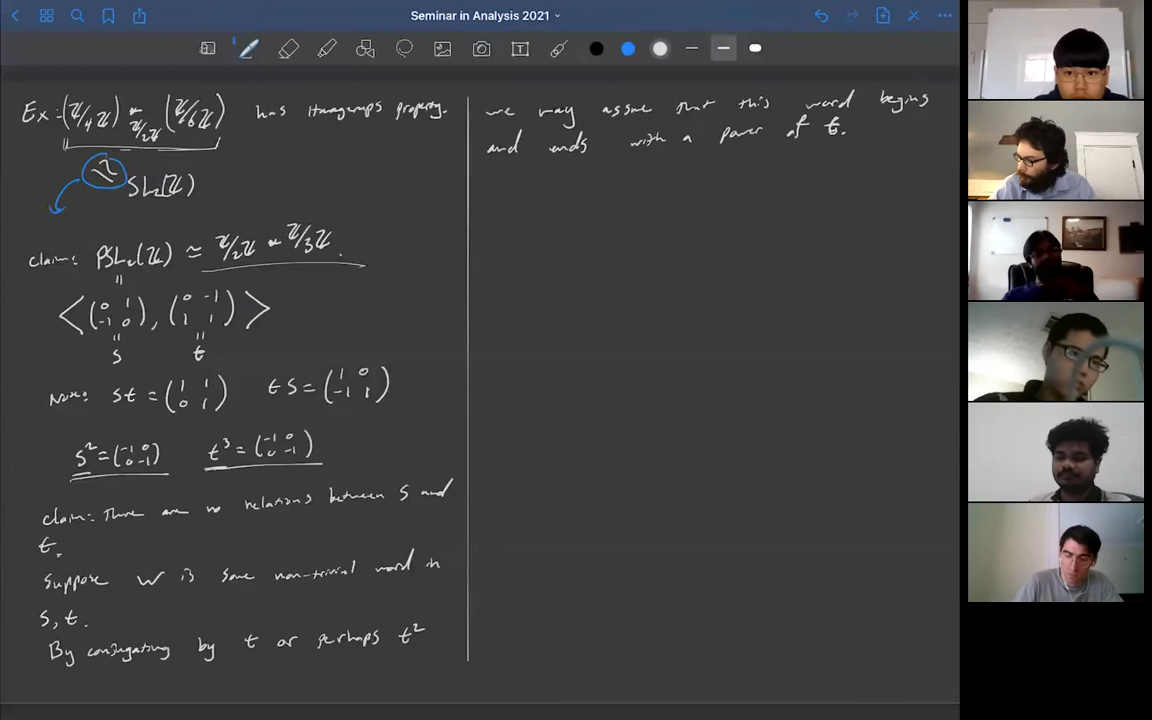 Seminar in Analysis 2021
Ex: (ℤ/4ℤ) *_{ℤ/2ℤ} (ℤ/6ℤ) has Haagerups property.
≃ SL₂(ℤ)
claim: PSL₂(ℤ) ≃ ℤ/2ℤ * ℤ/3ℤ.
"
<(0 1 -1 0), (0 -1 1 1)>
" "
s t
Note: st = (1 1 0 1) ts = (1 0 -1 1)
s² = (-1 0 0 -1) t³ = (-1 0 0 -1)
claim: There are no relations between s and
t.
Suppose w is some non-trivial word in
s, t.
By conjugating by t or perhaps t²
we may assume that this word begins
and ends with a power of t.